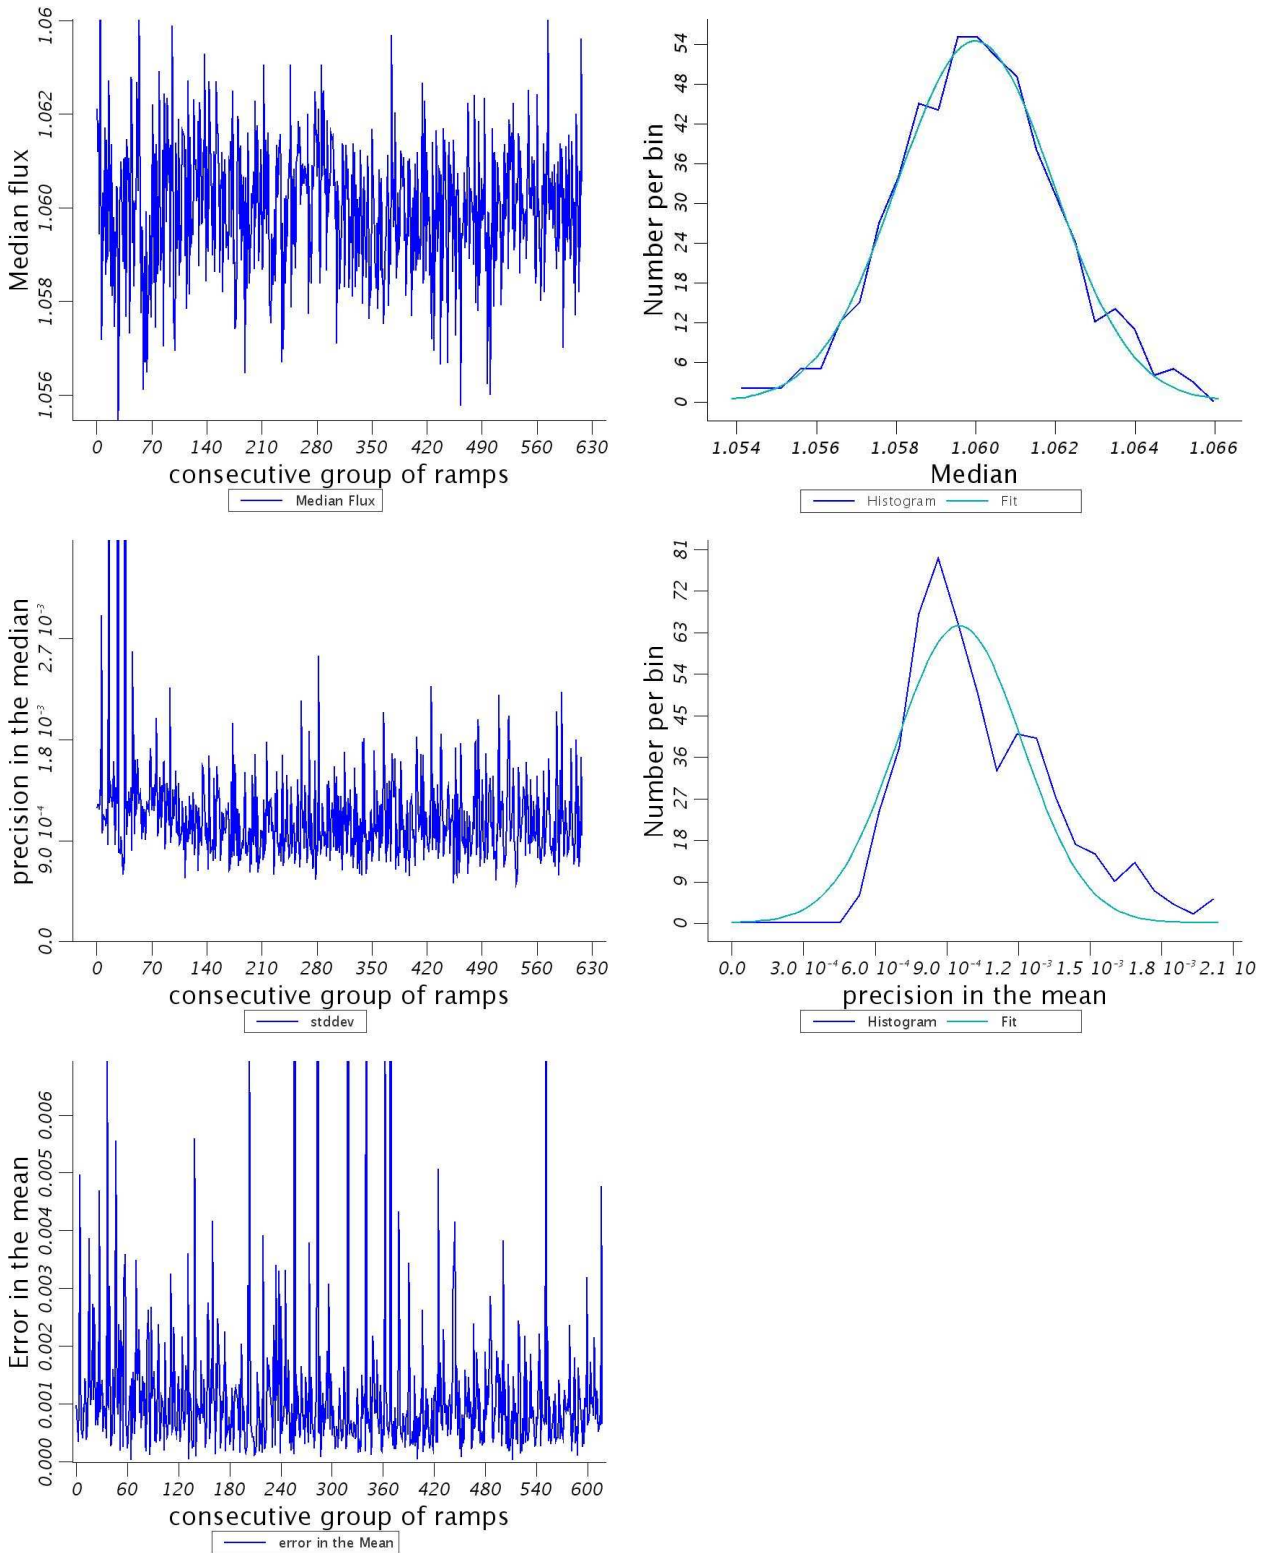 Median flux
1.06
1.062
1.060
1.058
1.056
0 70 140 210 280 350 420 490 560 630
consecutive group of ramps
Median Flux
Number per bin
54
48
42
36
30
24
18
12
6
0
1.054 1.056 1.058 1.060 1.062 1.064 1.066
Median
Histogram Fit
precision in the median
2.7 10⁻³
1.8 10⁻³
9.0 10⁻⁴
0.0
0 70 140 210 280 350 420 490 560 630
consecutive group of ramps
stddev
Number per bin
81
72
63
54
45
36
27
18
9
0
0.0 3.0 10⁻⁴ 6.0 10⁻⁴ 9.0 10⁻⁴ 1.2 10⁻³ 1.5 10⁻³ 1.8 10⁻³ 2.1 10
precision in the mean
Histogram Fit
Error in the mean
0.006
0.005
0.004
0.003
0.002
0.001
0.000
0 60 120 180 240 300 360 420 480 540 600
consecutive group of ramps
error in the Mean